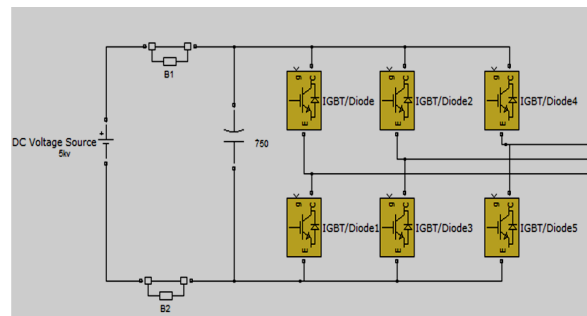 B1
g
C
E
IGBT/Diode
g
C
E
IGBT/Diode2
g
C
E
IGBT/Diode4
+
DC Voltage Source
5kv
750
g
C
E
IGBT/Diode1
g
C
E
IGBT/Diode3
g
C
E
IGBT/Diode5
B2